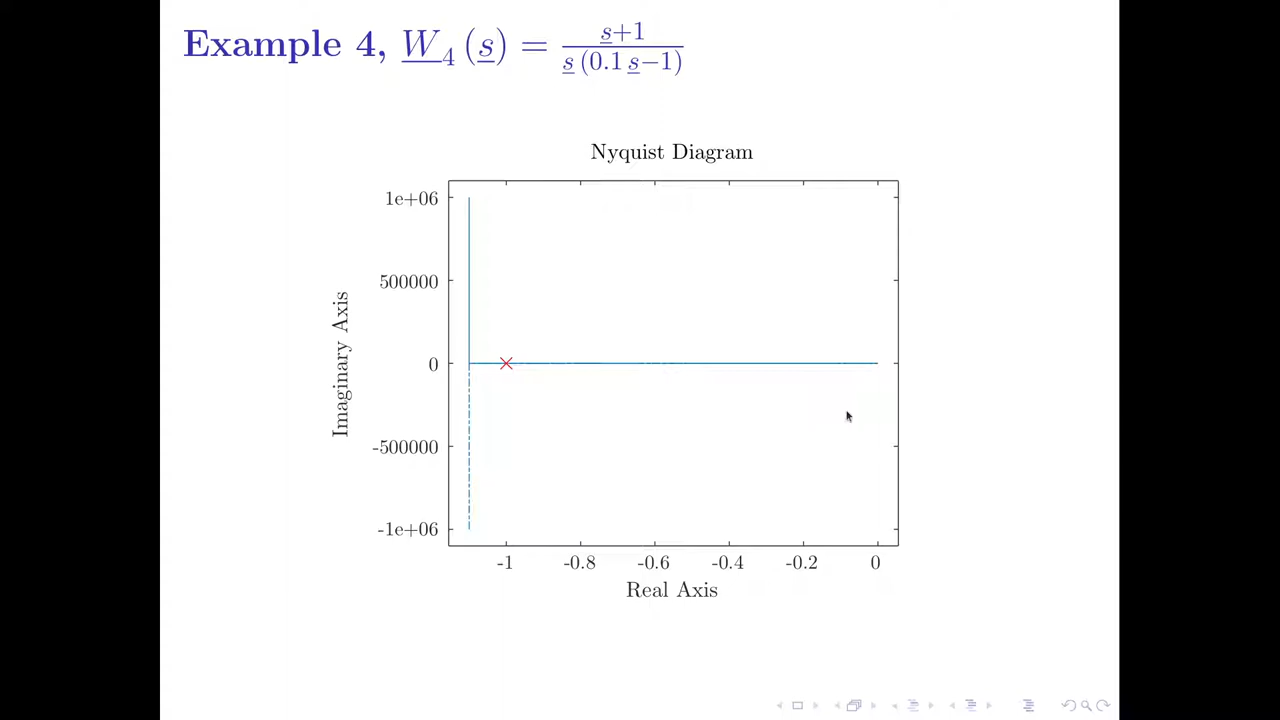 Example 4, W4 (s) = s+1 / s (0.1 s−1)
Nyquist Diagram
1e+06
500000
0
-500000
-1e+06
Imaginary Axis
-1 -0.8 -0.6 -0.4 -0.2 0
Real Axis